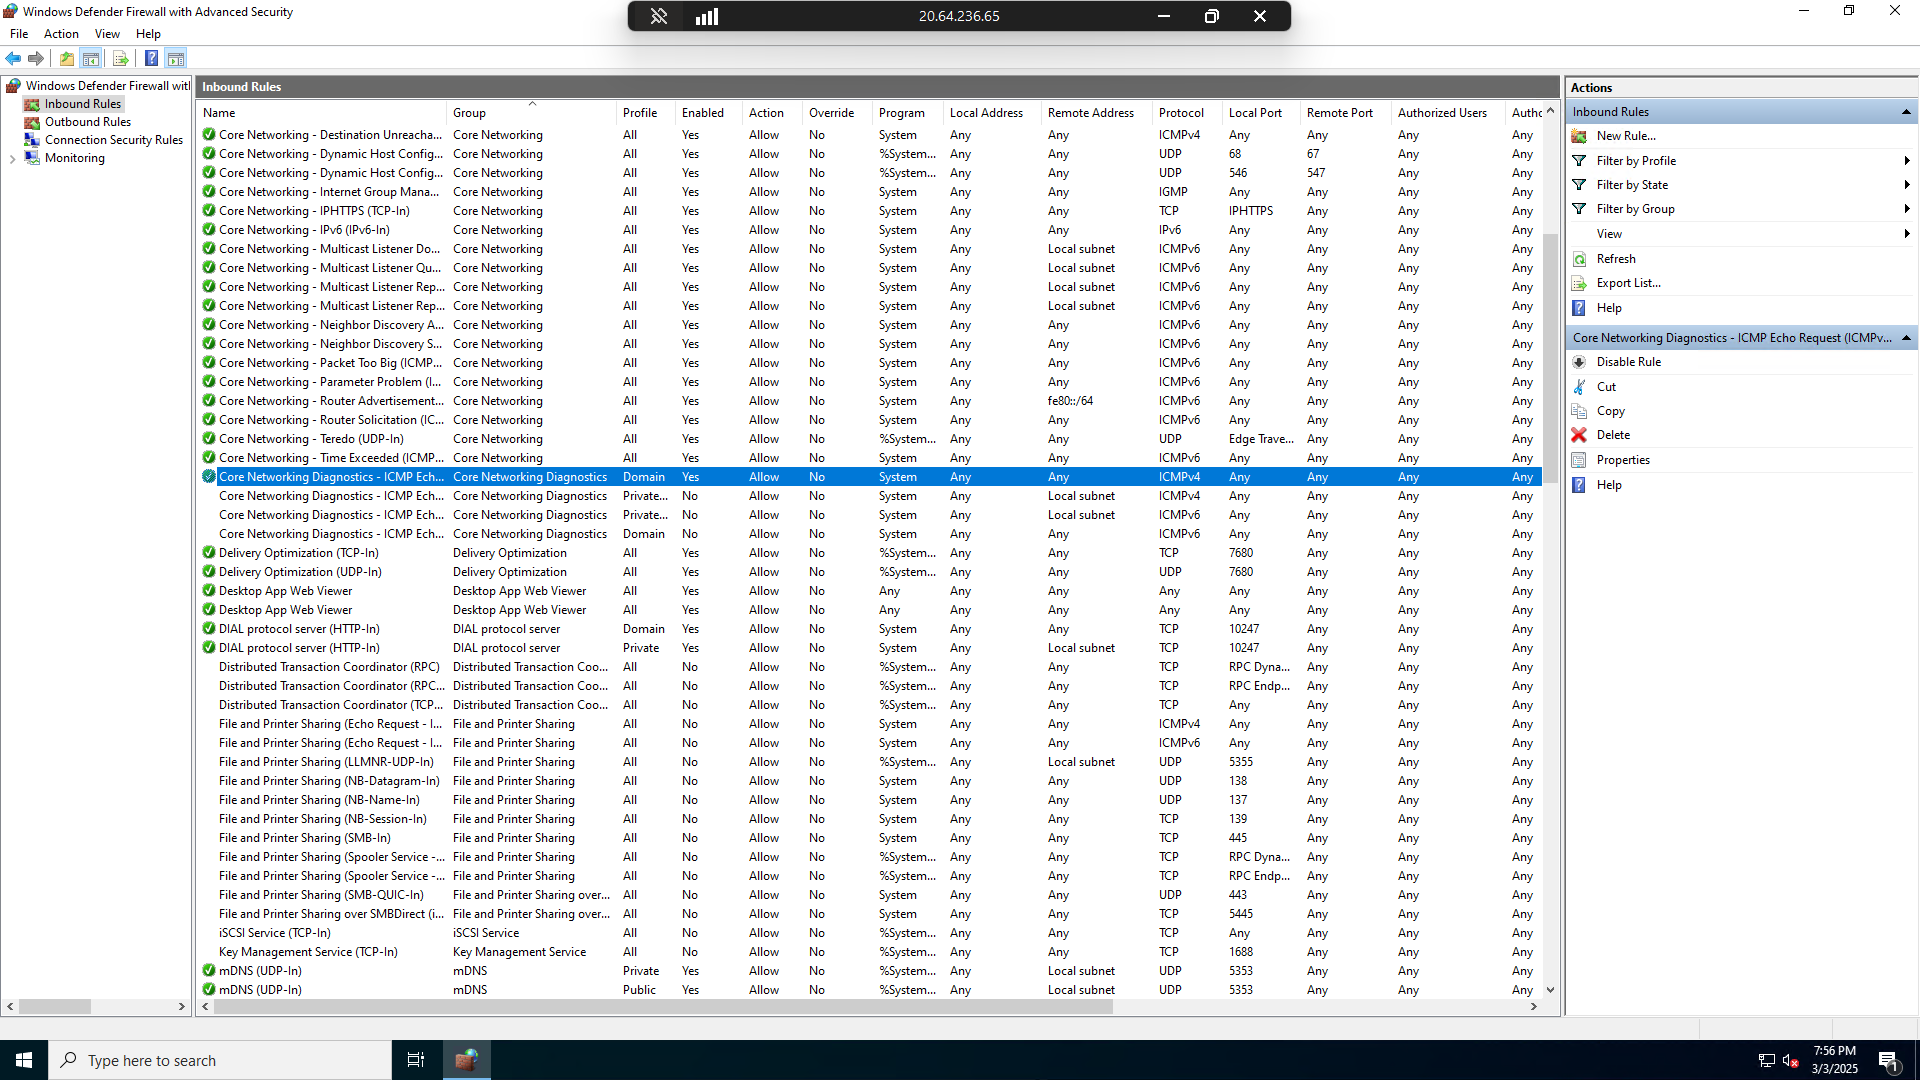 Windows Defender Firewall with Advanced Security
20.64.236.65
File Action View Help
Windows Defender Firewall witl
Inbound Rules
Outbound Rules
Connection Security Rules
Monitoring
Inbound Rules
Name Group Profile Enabled Action Override Program Local Address Remote Address Protocol Local Port Remote Port Authorized Users Autho
Core Networking - Destination Unreacha... Core Networking All Yes Allow No System Any Any ICMPv4 Any Any Any Any
Core Networking - Dynamic Host Config... Core Networking All Yes Allow No %System... Any Any UDP 68 67 Any Any
Core Networking - Dynamic Host Config... Core Networking All Yes Allow No %System... Any Any UDP 546 547 Any Any
Core Networking - Internet Group Mana... Core Networking All Yes Allow No System Any Any IGMP Any Any Any Any
Core Networking - IPHTTPS (TCP-In) Core Networking All Yes Allow No System Any Any TCP IPHTTPS Any Any Any
Core Networking - IPv6 (IPv6-In) Core Networking All Yes Allow No System Any Any IPv6 Any Any Any Any
Core Networking - Multicast Listener Do... Core Networking All Yes Allow No System Any Local subnet ICMPv6 Any Any Any Any
Core Networking - Multicast Listener Qu... Core Networking All Yes Allow No System Any Local subnet ICMPv6 Any Any Any Any
Core Networking - Multicast Listener Rep... Core Networking All Yes Allow No System Any Local subnet ICMPv6 Any Any Any Any
Core Networking - Multicast Listener Rep... Core Networking All Yes Allow No System Any Local subnet ICMPv6 Any Any Any Any
Core Networking - Neighbor Discovery A... Core Networking All Yes Allow No System Any Any ICMPv6 Any Any Any Any
Core Networking - Neighbor Discovery S... Core Networking All Yes Allow No System Any Any ICMPv6 Any Any Any Any
Core Networking - Packet Too Big (ICMP... Core Networking All Yes Allow No System Any Any ICMPv6 Any Any Any Any
Core Networking - Parameter Problem (I... Core Networking All Yes Allow No System Any Any ICMPv6 Any Any Any Any
Core Networking - Router Advertisement... Core Networking All Yes Allow No System Any fe80::/64 ICMPv6 Any Any Any Any
Core Networking - Router Solicitation (IC... Core Networking All Yes Allow No System Any Any ICMPv6 Any Any Any Any
Core Networking - Teredo (UDP-In) Core Networking All Yes Allow No %System... Any Any UDP Edge Trave... Any Any Any
Core Networking - Time Exceeded (ICMP... Core Networking All Yes Allow No System Any Any ICMPv6 Any Any Any Any
Core Networking Diagnostics - ICMP Ech... Core Networking Diagnostics Domain Yes Allow No System Any Any ICMPv4 Any Any Any Any
Core Networking Diagnostics - ICMP Ech... Core Networking Diagnostics Private... No Allow No System Any Local subnet ICMPv4 Any Any Any Any
Core Networking Diagnostics - ICMP Ech... Core Networking Diagnostics Private... No Allow No System Any Local subnet ICMPv6 Any Any Any Any
Core Networking Diagnostics - ICMP Ech... Core Networking Diagnostics Domain No Allow No System Any Any ICMPv6 Any Any Any Any
Delivery Optimization (TCP-In) Delivery Optimization All Yes Allow No %System... Any Any TCP 7680 Any Any Any
Delivery Optimization (UDP-In) Delivery Optimization All Yes Allow No %System... Any Any UDP 7680 Any Any Any
Desktop App Web Viewer Desktop App Web Viewer All Yes Allow No Any Any Any Any Any Any Any Any
Desktop App Web Viewer Desktop App Web Viewer All Yes Allow No Any Any Any Any Any Any Any Any
DIAL protocol server (HTTP-In) DIAL protocol server Domain Yes Allow No System Any Any TCP 10247 Any Any Any
DIAL protocol server (HTTP-In) DIAL protocol server Private Yes Allow No System Any Local subnet TCP 10247 Any Any Any
Distributed Transaction Coordinator (RPC) Distributed Transaction Coo... All No Allow No %System... Any Any TCP RPC Dyna... Any Any Any
Distributed Transaction Coordinator (RPC... Distributed Transaction Coo... All No Allow No %System... Any Any TCP RPC Endp... Any Any Any
Distributed Transaction Coordinator (TCP... Distributed Transaction Coo... All No Allow No %System... Any Any TCP Any Any Any Any
File and Printer Sharing (Echo Request - I... File and Printer Sharing All No Allow No System Any Any ICMPv4 Any Any Any Any
File and Printer Sharing (Echo Request - I... File and Printer Sharing All No Allow No System Any Any ICMPv6 Any Any Any Any
File and Printer Sharing (LLMNR-UDP-In) File and Printer Sharing All No Allow No %System... Any Local subnet UDP 5355 Any Any Any
File and Printer Sharing (NB-Datagram-In) File and Printer Sharing All No Allow No System Any Any UDP 138 Any Any Any
File and Printer Sharing (NB-Name-In) File and Printer Sharing All No Allow No System Any Any UDP 137 Any Any Any
File and Printer Sharing (NB-Session-In) File and Printer Sharing All No Allow No System Any Any TCP 139 Any Any Any
File and Printer Sharing (SMB-In) File and Printer Sharing All No Allow No System Any Any TCP 445 Any Any Any
File and Printer Sharing (Spooler Service -... File and Printer Sharing All No Allow No %System... Any Any TCP RPC Dyna... Any Any Any
File and Printer Sharing (Spooler Service -... File and Printer Sharing All No Allow No %System... Any Any TCP RPC Endp... Any Any Any
File and Printer Sharing (SMB-QUIC-In) File and Printer Sharing over... All No Allow No System Any Any UDP 443 Any Any Any
File and Printer Sharing over SMBDirect (i... File and Printer Sharing over... All No Allow No System Any Any TCP 5445 Any Any Any
iSCSI Service (TCP-In) iSCSI Service All No Allow No %System... Any Any TCP Any Any Any Any
Key Management Service (TCP-In) Key Management Service All No Allow No %System... Any Any TCP 1688 Any Any Any
mDNS (UDP-In) mDNS Private Yes Allow No %System... Any Local subnet UDP 5353 Any Any Any
mDNS (UDP-In) mDNS Public Yes Allow No %System... Any Local subnet UDP 5353 Any Any Any
Actions
Inbound Rules
New Rule...
Filter by Profile
Filter by State
Filter by Group
View
Refresh
Export List...
Help
Core Networking Diagnostics - ICMP Echo Request (ICMPv...
Disable Rule
Cut
Copy
Delete
Properties
Help
Type here to search
7:56 PM
3/3/2025
1